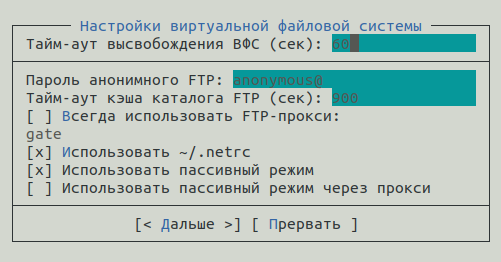 Настройки виртуальной файловой системы
Тайм-аут высвобождения ВФС (сек): 60
Пароль анонимного FTP: anonymous@
Тайм-аут кэша каталога FTP (сек): 900
[ ] Всегда использовать FTP-прокси:
gate
[x] Использовать ~/.netrc
[x] Использовать пассивный режим
[ ] Использовать пассивный режим через прокси
[< Дальше >] [ Прервать ]